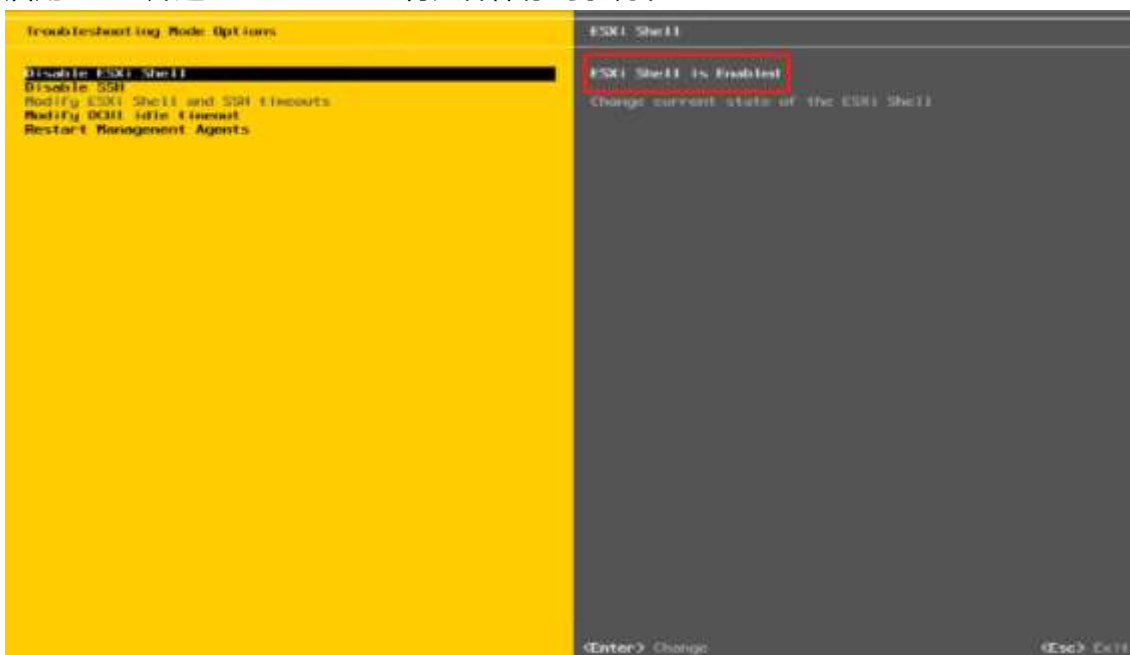 Troubleshooting Mode Options
ESXi Shell
Disable ESXi Shell
Disable SSH
Modify ESXi Shell and SSH timeouts
Modify DCUI idle timeout
Restart Management Agents
ESXi Shell is Enabled
Change current state of the ESXi Shell
<Enter> Change
<Esc> Exit